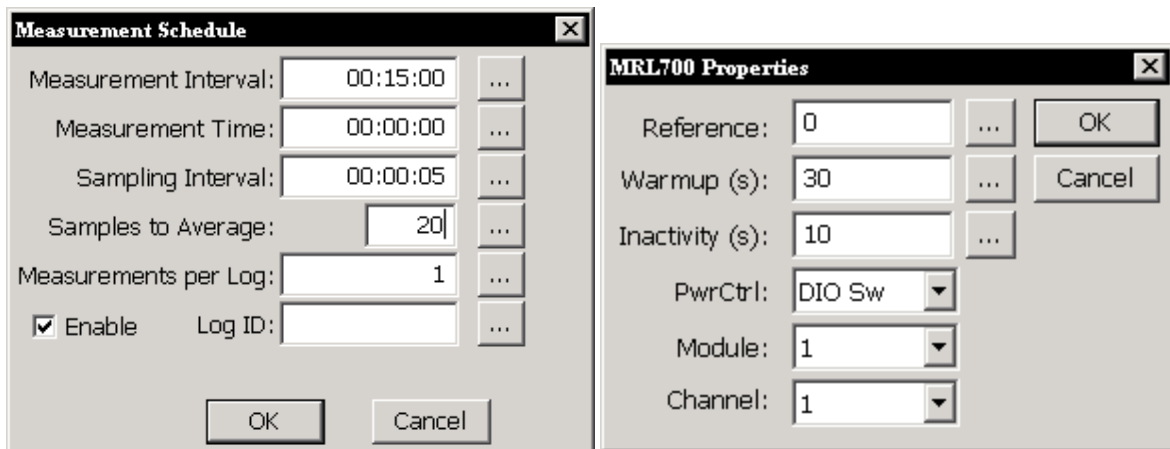 Measurement Schedule
Measurement Interval: 00:15:00 ...
Measurement Time: 00:00:00 ...
Sampling Interval: 00:00:05 ...
Samples to Average: 20 ...
Measurements per Log: 1 ...
Enable Log ID: ...
OK Cancel
MRL700 Properties
Reference: 0 ... OK
Warmup (s): 30 ... Cancel
Inactivity (s): 10 ...
PwrCtrl: DIO Sw
Module: 1
Channel: 1